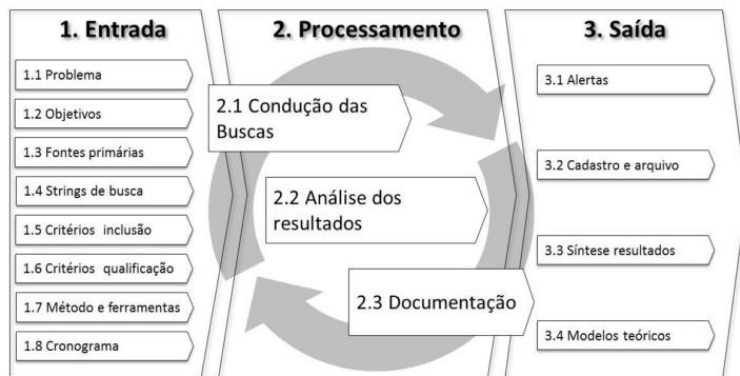 1. Entrada
1.1 Problema
1.2 Objetivos
1.3 Fontes primárias
1.4 Strings de busca
1.5 Critérios inclusão
1.6 Critérios qualificação
1.7 Método e ferramentas
1.8 Cronograma
2. Processamento
2.1 Condução das
Buscas
2.2 Análise dos
resultados
2.3 Documentação
3. Saída
3.1 Alertas
3.2 Cadastro e arquivo
3.3 Síntese resultados
3.4 Modelos teóricos